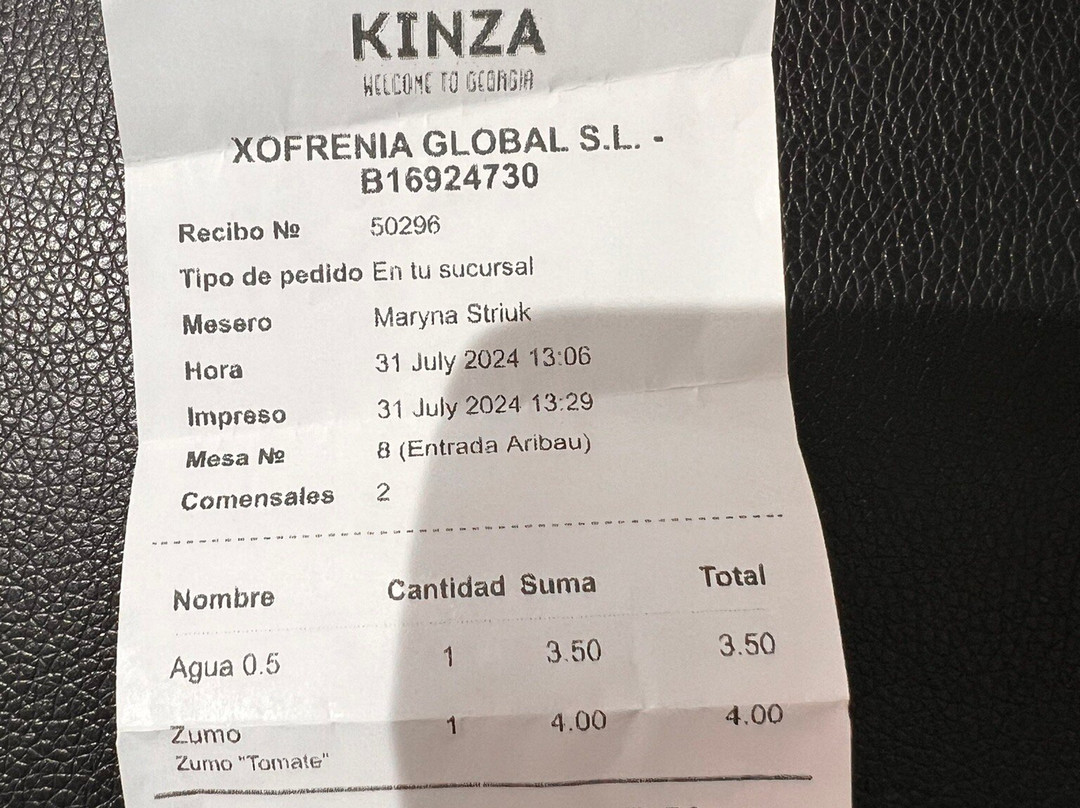 KINZA
WELCOME TO GEORGIA
XOFRENIA GLOBAL S.L. -
B16924730
Recibo № 50296
Tipo de pedido En tu sucursal
Mesero Maryna Striuk
Hora 31 July 2024 13:06
Impreso 31 July 2024 13:29
Mesa № 8 (Entrada Aribau)
Comensales 2
Nombre Cantidad Suma Total
Agua 0.5 1 3.50 3.50
Zumo 1 4.00 4.00
Zumo "Tomate"